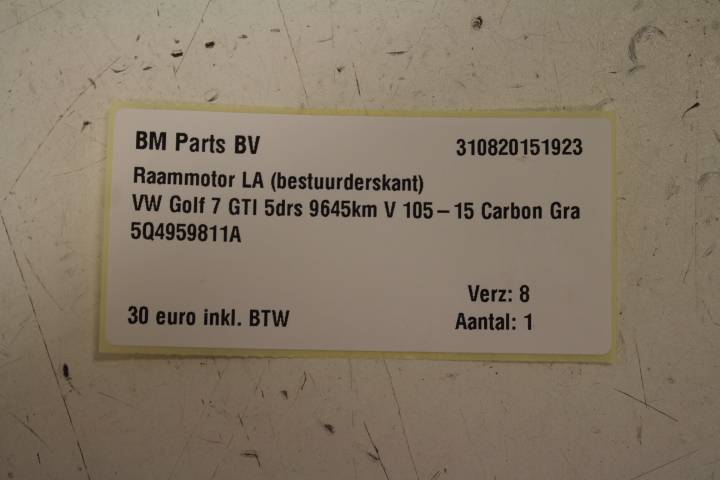 BM Parts BV 310820151923
Raammotor LA (bestuurderskant)
VW Golf 7 GTI 5drs 9645km V 105-15 Carbon Gra
5Q4959811A
Verz: 8
30 euro inkl. BTW Aantal: 1